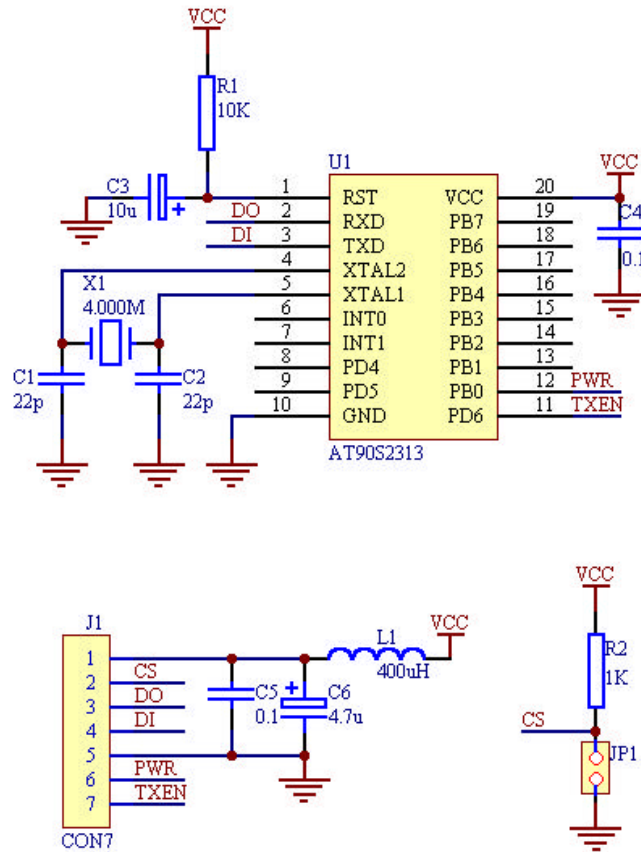 VCC
R1
10K
C3
10u
U1
VCC
1 RST VCC 20
DO 2 RXD PB7 19
DI 3 TXD PB6 18
4 XTAL2 PB5 17
5 XTAL1 PB4 16
6 INT0 PB3 15
7 INT1 PB2 14
8 PD4 PB1 13
9 PD5 PB0 12 PWR
10 GND PD6 11 TXEN
AT90S2313
C4
0.1
X1
4.000M
C1
22p
C2
22p
J1
1
2 CS
3 DO
4 DI
5
6 PWR
7 TXEN
CON7
C5
0.1
C6
4.7u
L1
400uH
VCC
VCC
R2
1K
CS
JP1